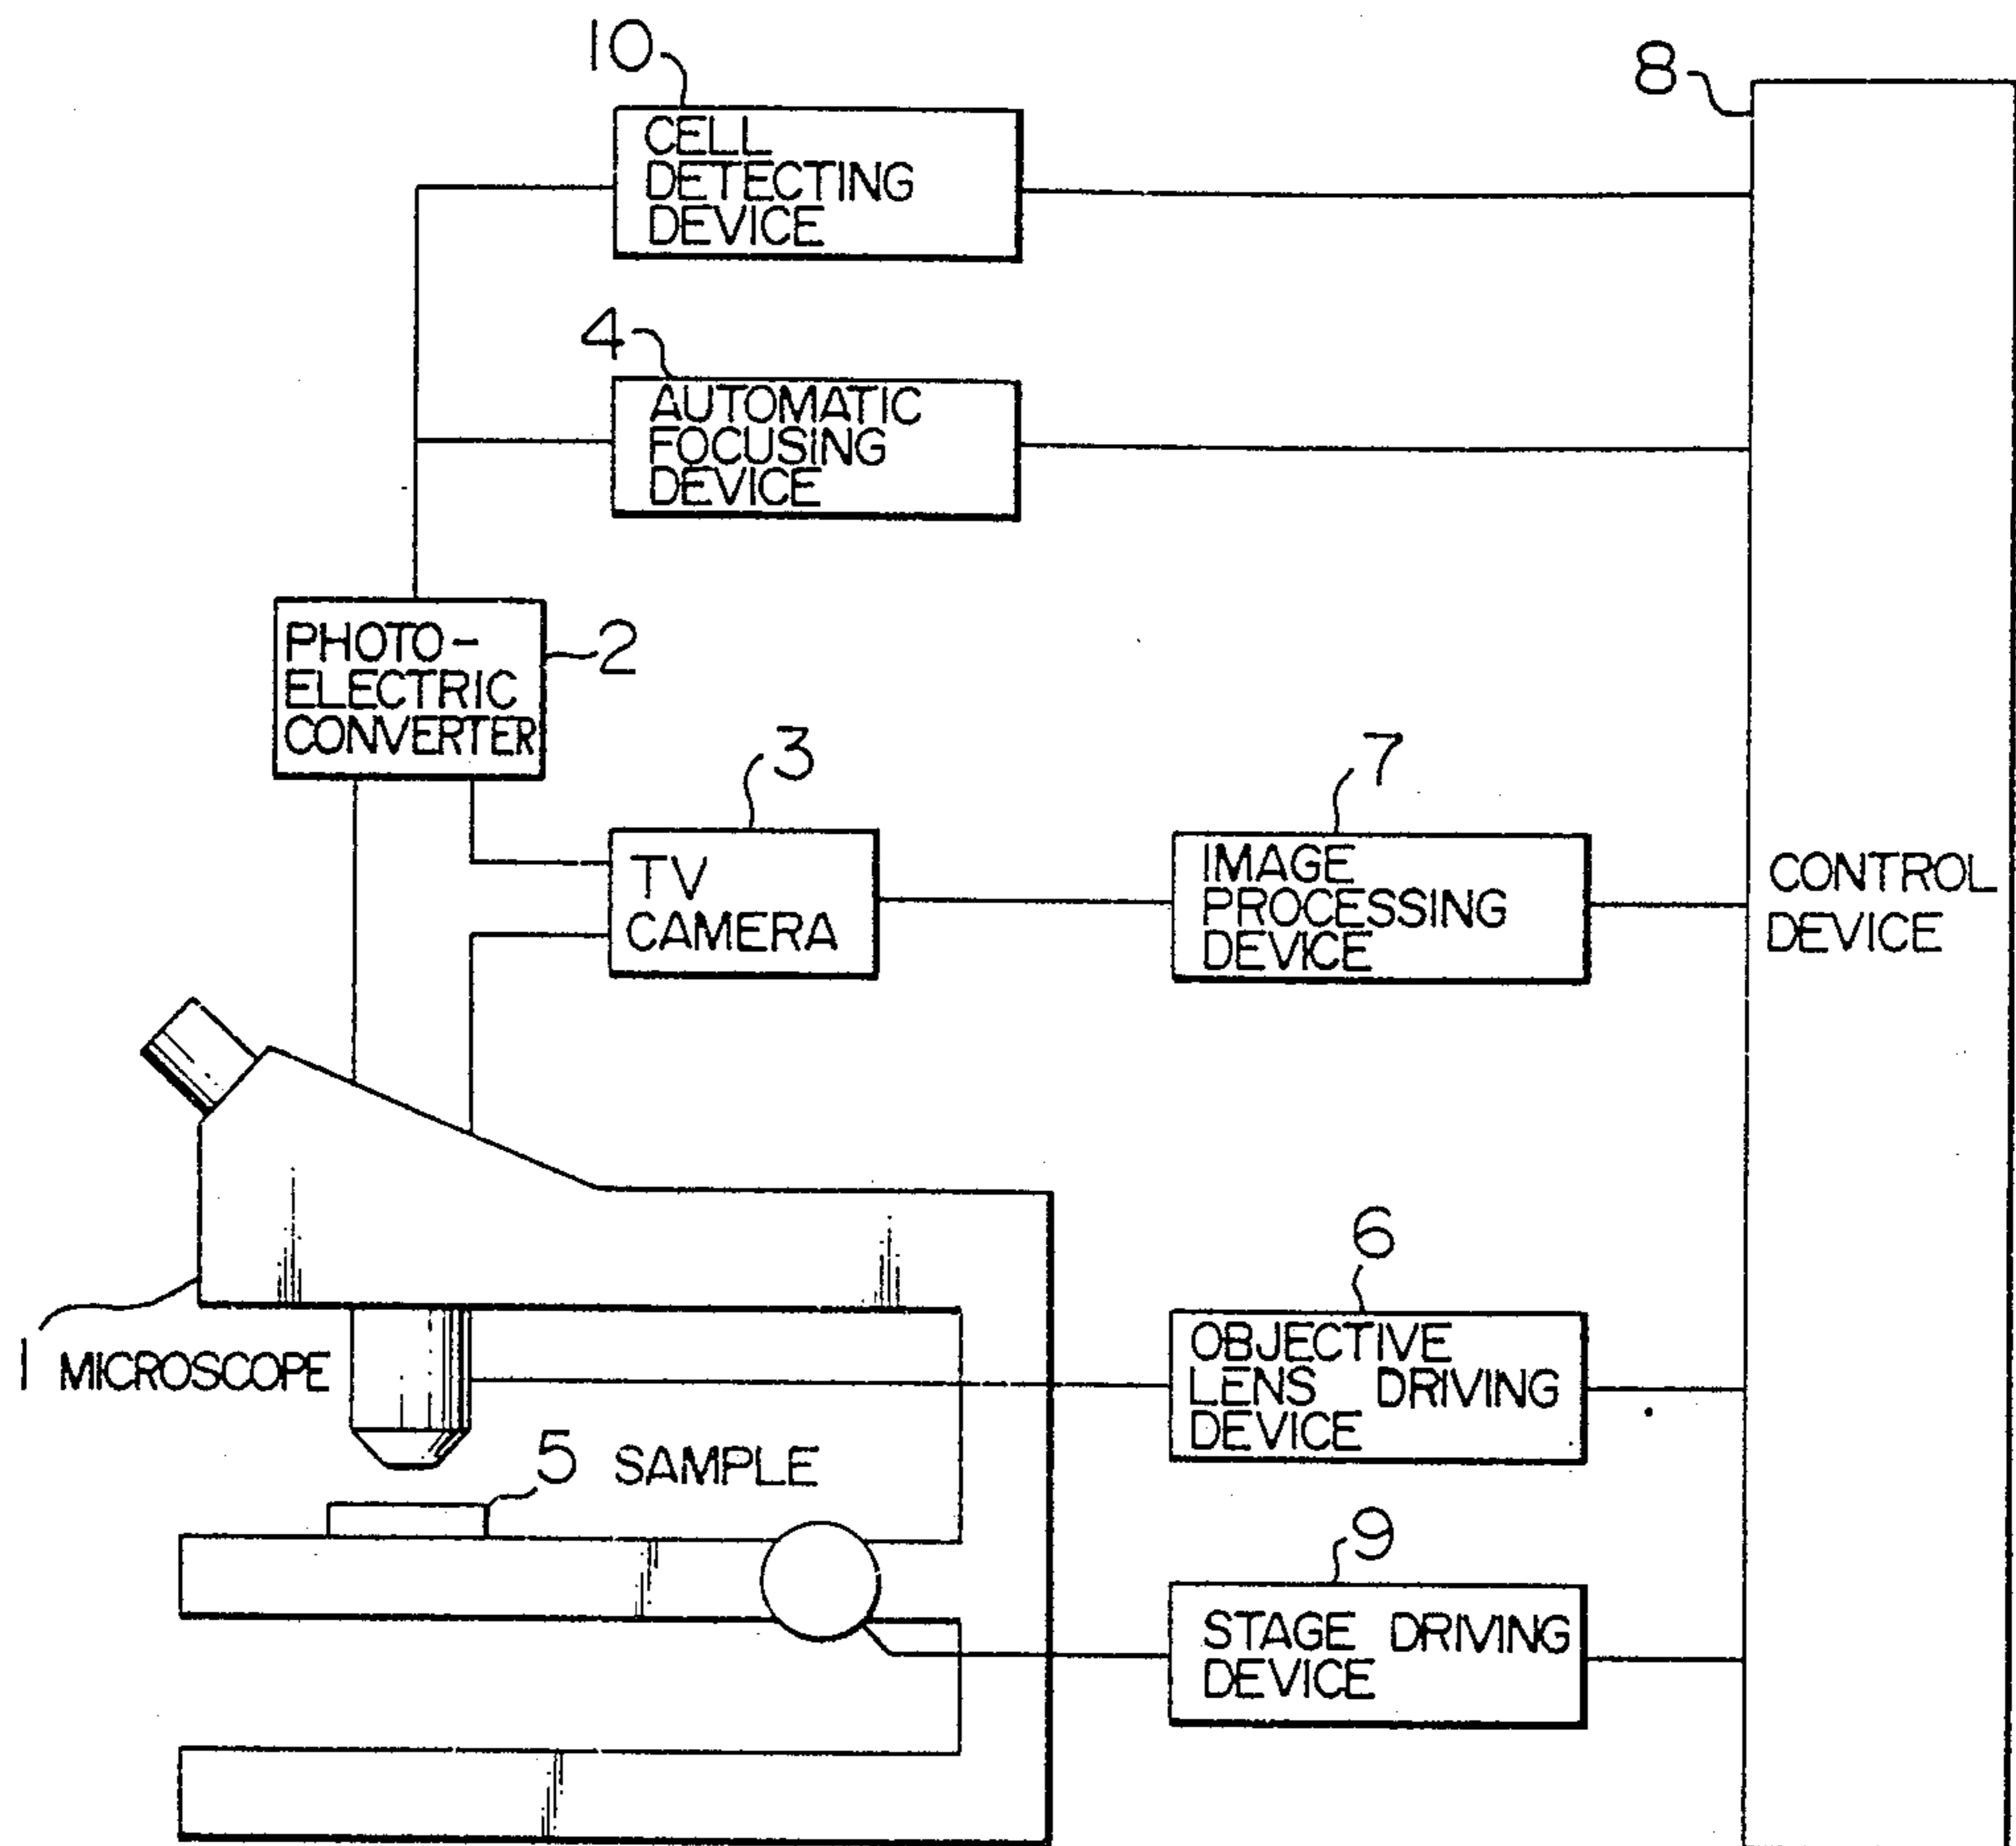 10
CELL
DETECTING
DEVICE
8
4
AUTOMATIC
FOCUSING
DEVICE
PHOTO-
ELECTRIC
CONVERTER
2
3
TV
CAMERA
7
IMAGE
PROCESSING
DEVICE
CONTROL
DEVICE
1 MICROSCOPE
6
OBJECTIVE
LENS DRIVING
DEVICE
5 SAMPLE
9
STAGE DRIVING
DEVICE